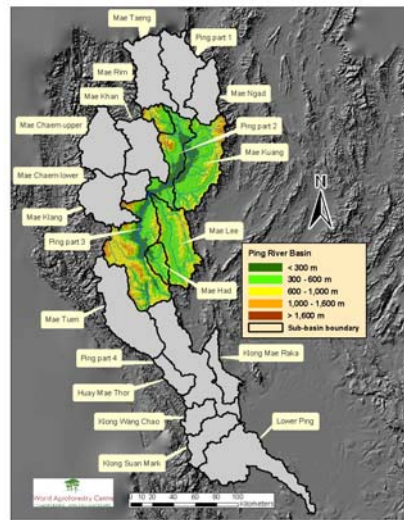 Mae Taeng
Ping part 1
Mae Rim
Mae Khan
Mae Ngad
Mae Chaem upper
Ping part 2
Mae Kuang
Mae Chaem lower
N
Mae Klang
Ping part 3
Mae Lee
Ping River Basin
< 300 m
300 - 600 m
600 - 1,000 m
1,000 - 1,600 m
> 1,600 m
Sub-basin boundary
Mae Had
Mae Tuen
Ping part 4
Klong Mae Raka
Huay Mae Thor
Klong Wang Chao
Lower Ping
Klong Suan Mark
World Agroforestry Centre
0 10 20 40 60 80 100
Kilometers